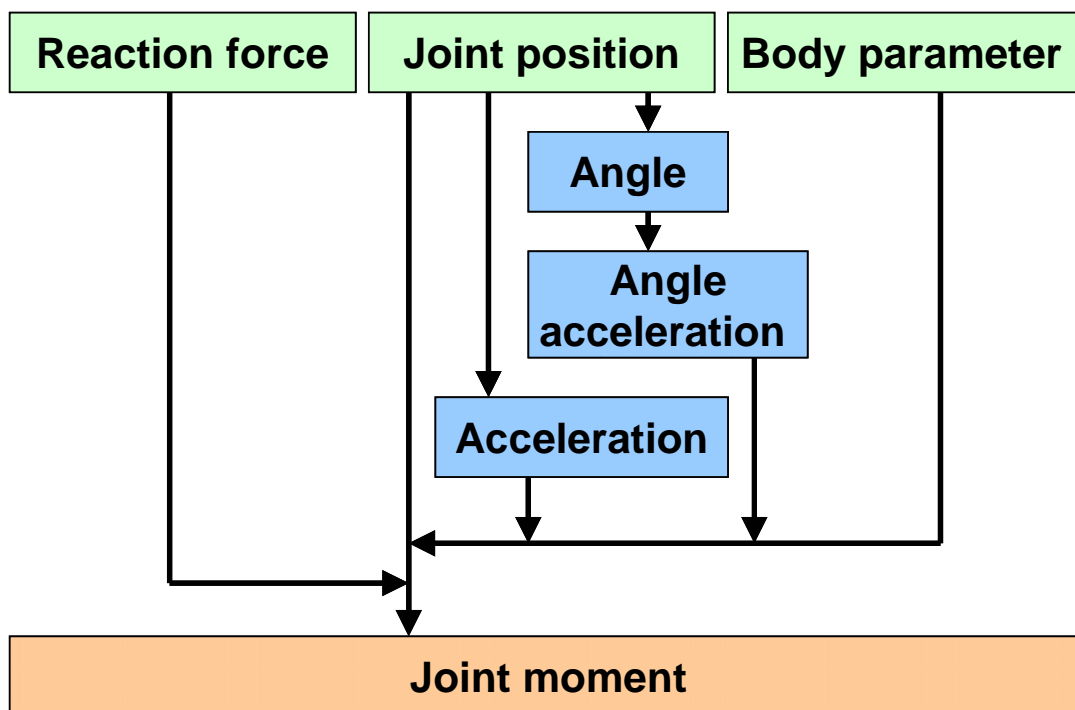 Reaction force
Joint position
Body parameter
Angle
Angle
acceleration
Acceleration
Joint moment